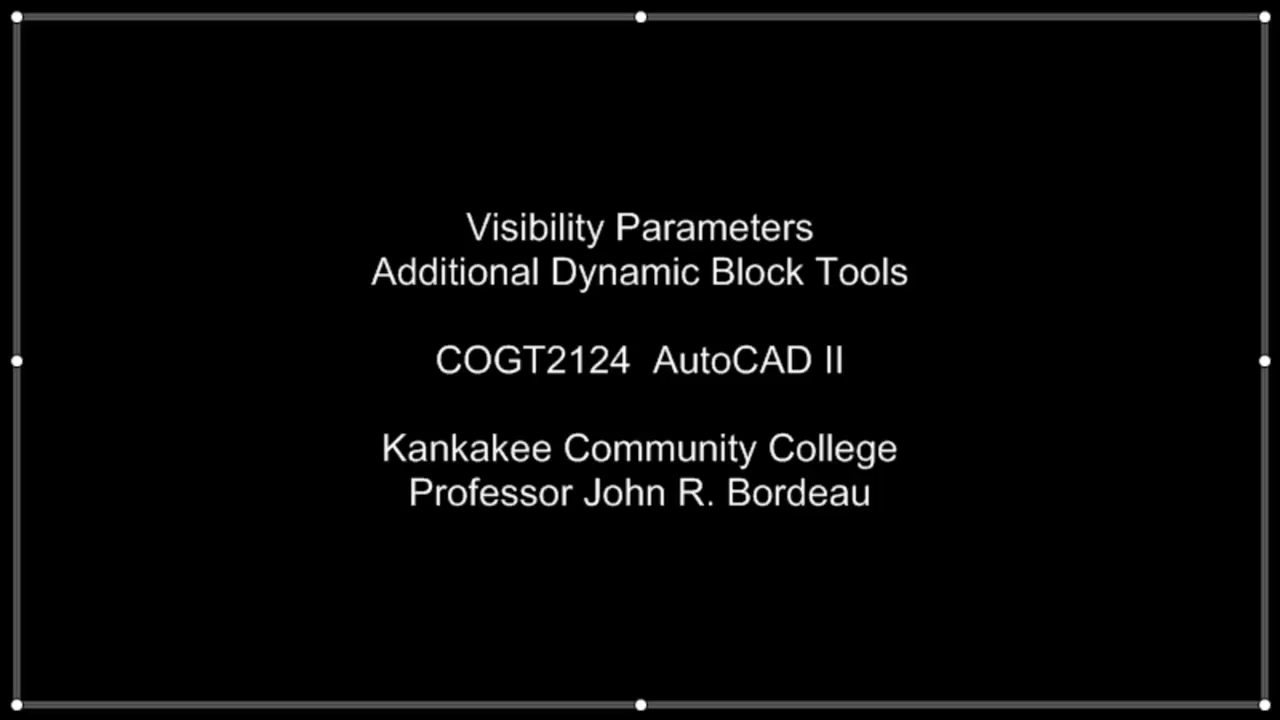 Visibility Parameters
Additional Dynamic Block Tools
COGT2124 AutoCAD II
Kankakee Community College
Professor John R. Bordeau